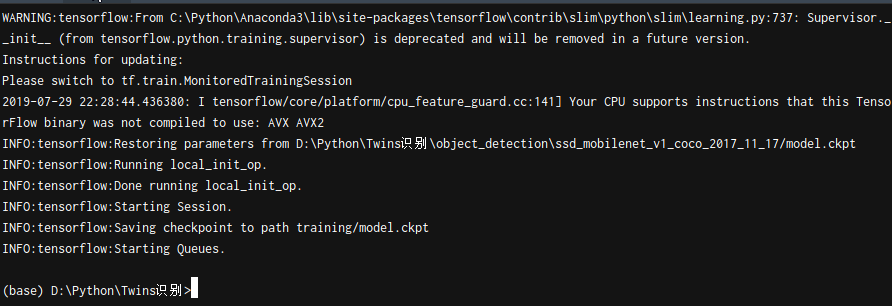 WARNING:tensorflow:From C:\Python\Anaconda3\lib\site-packages\tensorflow\contrib\slim\python\slim\learning.py:737: Supervisor._
_init__ (from tensorflow.python.training.supervisor) is deprecated and will be removed in a future version.
Instructions for updating:
Please switch to tf.train.MonitoredTrainingSession
2019-07-29 22:28:44.436380: I tensorflow/core/platform/cpu_feature_guard.cc:141] Your CPU supports instructions that this Tenso
rFlow binary was not compiled to use: AVX AVX2
INFO:tensorflow:Restoring parameters from D:\Python\Twins识别\object_detection\ssd_mobilenet_v1_coco_2017_11_17/model.ckpt
INFO:tensorflow:Running local_init_op.
INFO:tensorflow:Done running local_init_op.
INFO:tensorflow:Starting Session.
INFO:tensorflow:Saving checkpoint to path training/model.ckpt
INFO:tensorflow:Starting Queues.
(base) D:\Python\Twins识别>